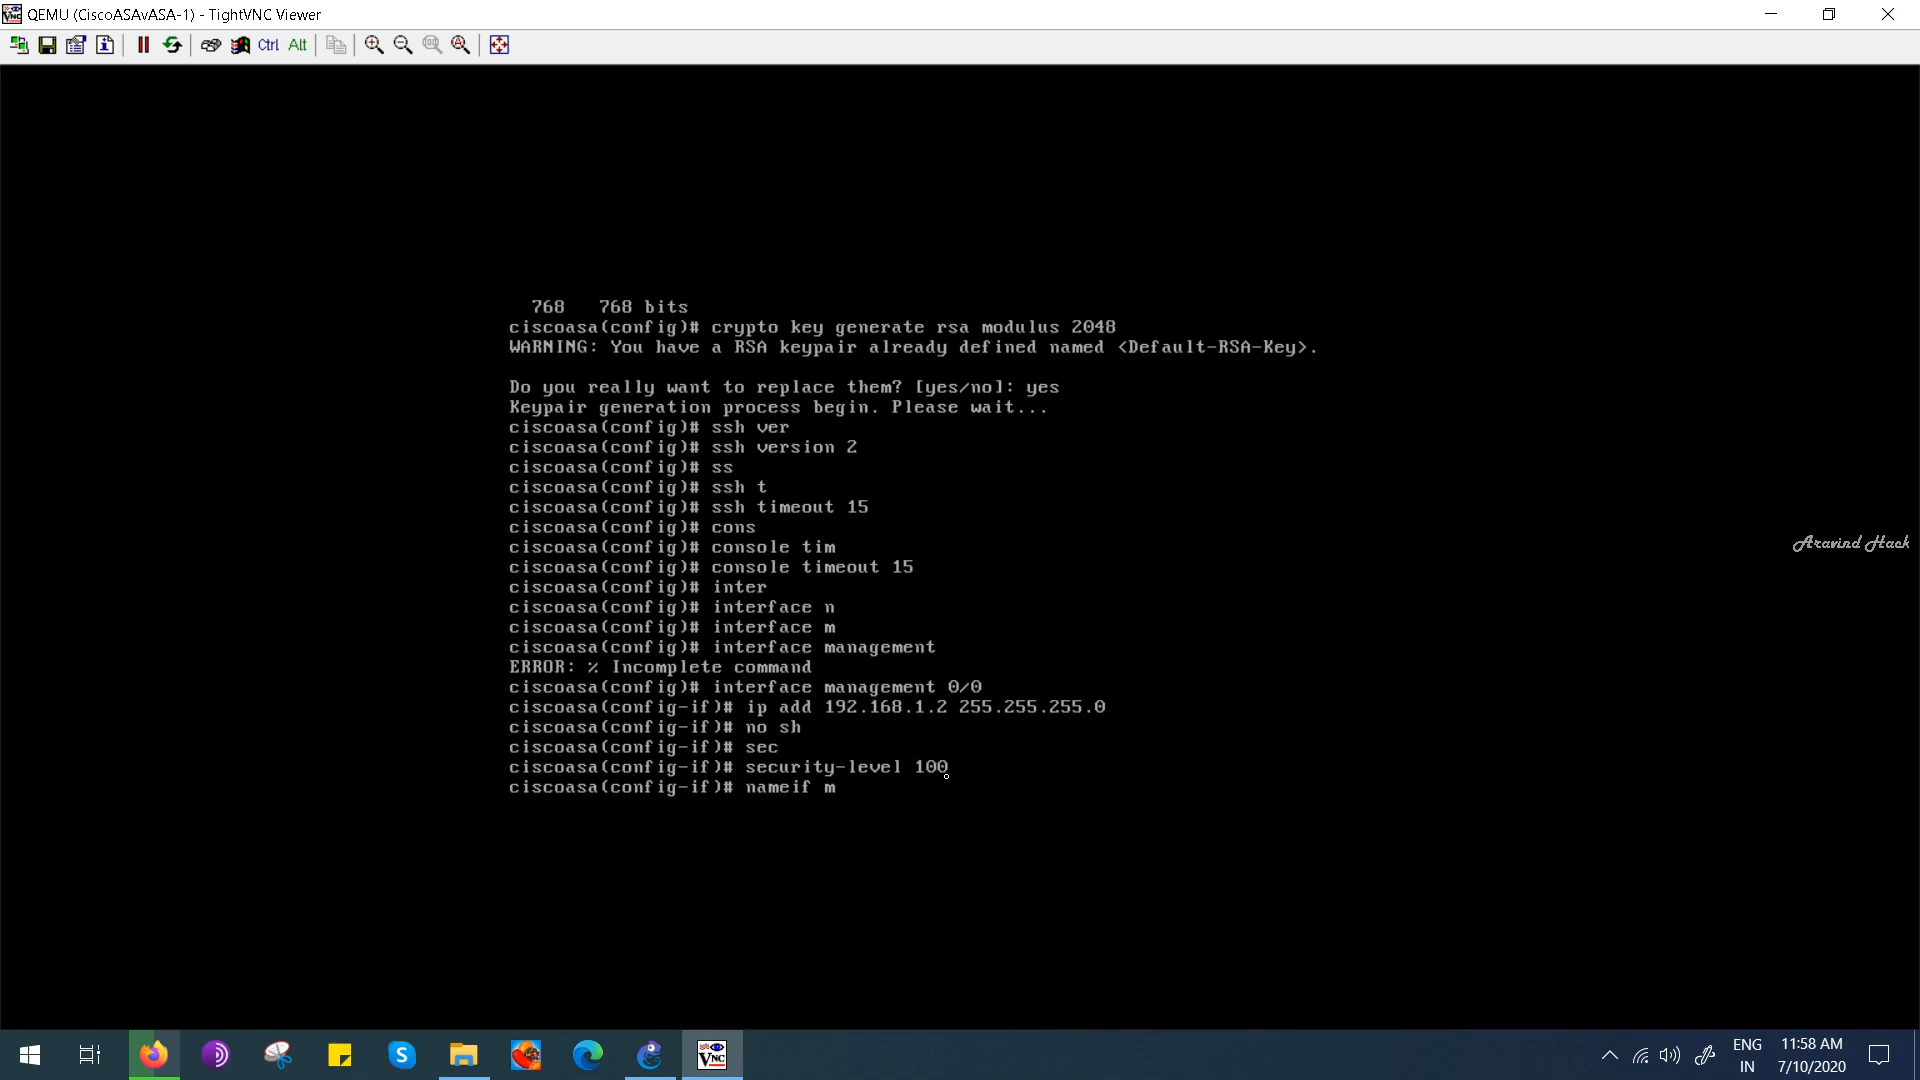 QEMU (CiscoASAvASA-1) - TightVNC Viewer
Ctrl Alt
768 768 bits
ciscoasa(config)# crypto key generate rsa modulus 2048
WARNING: You have a RSA keypair already defined named <Default-RSA-Key>.
Do you really want to replace them? [yes/no]: yes
Keypair generation process begin. Please wait...
ciscoasa(config)# ssh ver
ciscoasa(config)# ssh version 2
ciscoasa(config)# ss
ciscoasa(config)# ssh t
ciscoasa(config)# ssh timeout 15
ciscoasa(config)# cons
ciscoasa(config)# console tim
ciscoasa(config)# console timeout 15
ciscoasa(config)# inter
ciscoasa(config)# interface n
ciscoasa(config)# interface m
ciscoasa(config)# interface management
ERROR: % Incomplete command
ciscoasa(config)# interface management 0/0
ciscoasa(config-if)# ip add 192.168.1.2 255.255.255.0
ciscoasa(config-if)# no sh
ciscoasa(config-if)# sec
ciscoasa(config-if)# security-level 100
ciscoasa(config-if)# nameif m
Aravind Hack
VNC
ENG
IN
11:58 AM
7/10/2020